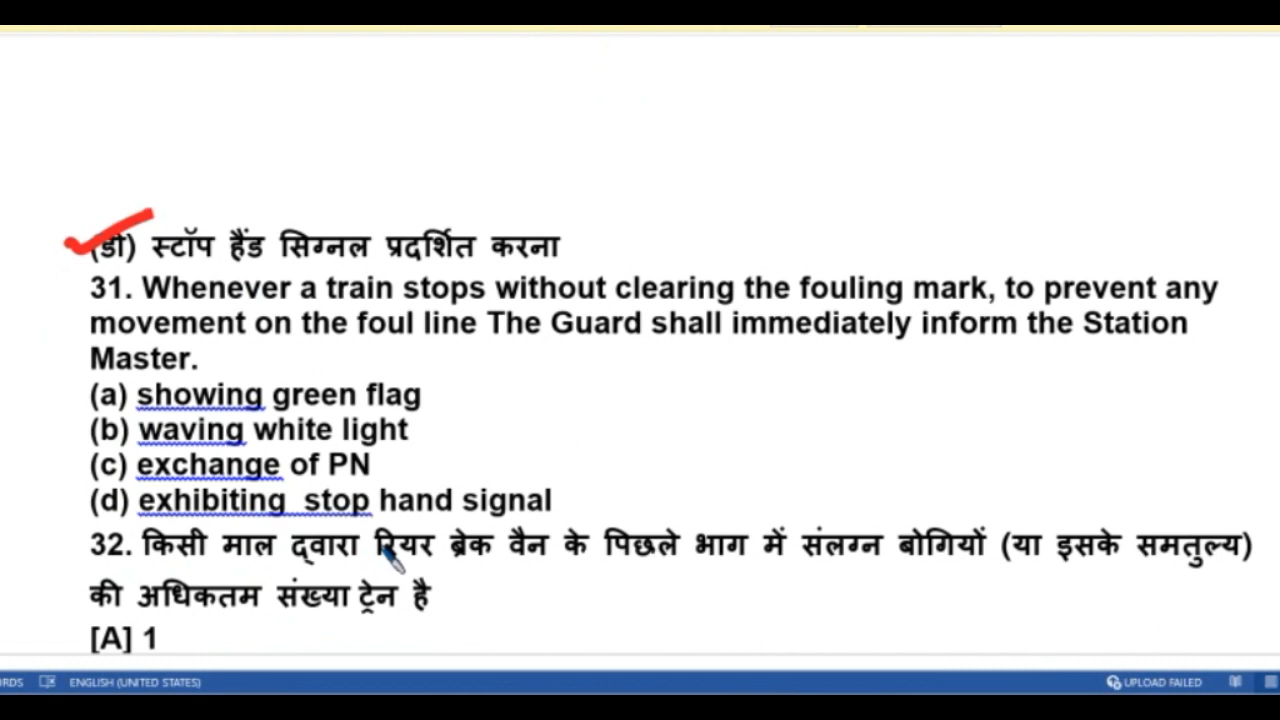 (डी) स्टॉप हैंड सिग्नल प्रदर्शित करना
31. Whenever a train stops without clearing the fouling mark, to prevent any
movement on the foul line The Guard shall immediately inform the Station
Master.
(a) showing green flag
(b) waving white light
(c) exchange of PN
(d) exhibiting stop hand signal
32. किसी माल द्वारा रियर ब्रेक वैन के पिछले भाग में संलग्न बोगियों (या इसके समतुल्य)
की अधिकतम संख्या ट्रेन है
[A] 1
ORDS ENGLISH (UNITED STATES) UPLOAD FAILED